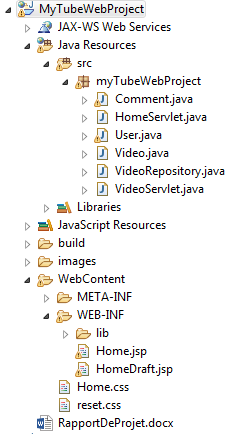 MyTubeWebProject
JAX-WS Web Services
Java Resources
src
myTubeWebProject
Comment.java
HomeServlet.java
User.java
Video.java
VideoRepository.java
VideoServlet.java
Libraries
JavaScript Resources
build
images
WebContent
META-INF
WEB-INF
lib
Home.jsp
HomeDraft.jsp
Home.css
reset.css
RapportDeProjet.docx